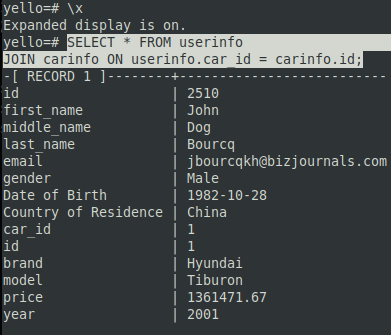 yello=# \x
Expanded display is on.
yello=# SELECT * FROM userinfo
JOIN carinfo ON userinfo.car_id = carinfo.id;
-[ RECORD 1 ]--------+--------------------------
id                   | 2510
first_name           | John
middle_name          | Dog
last_name            | Bourcq
email                | jbourcqkh@bizjournals.com
gender               | Male
Date of Birth        | 1982-10-28
Country of Residence | China
car_id               | 1
id                   | 1
brand                | Hyundai
model                | Tiburon
price                | 1361471.67
year                 | 2001